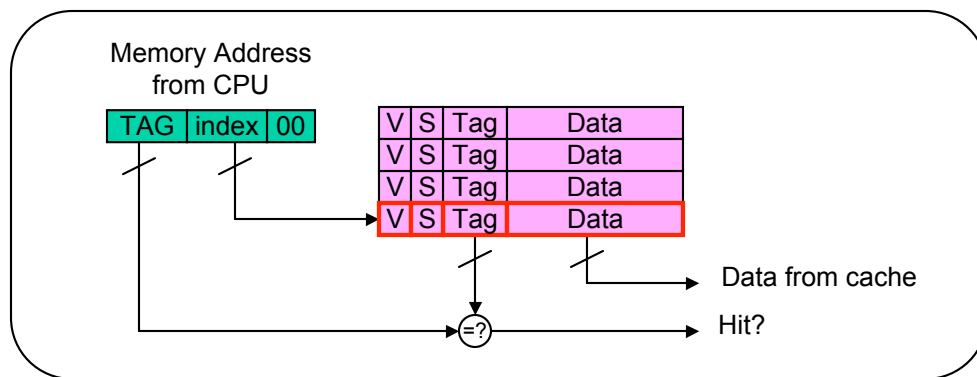 Memory Address
from CPU
TAG index 00
V S Tag Data
V S Tag Data
V S Tag Data
V S Tag Data
Data from cache
=?
Hit?